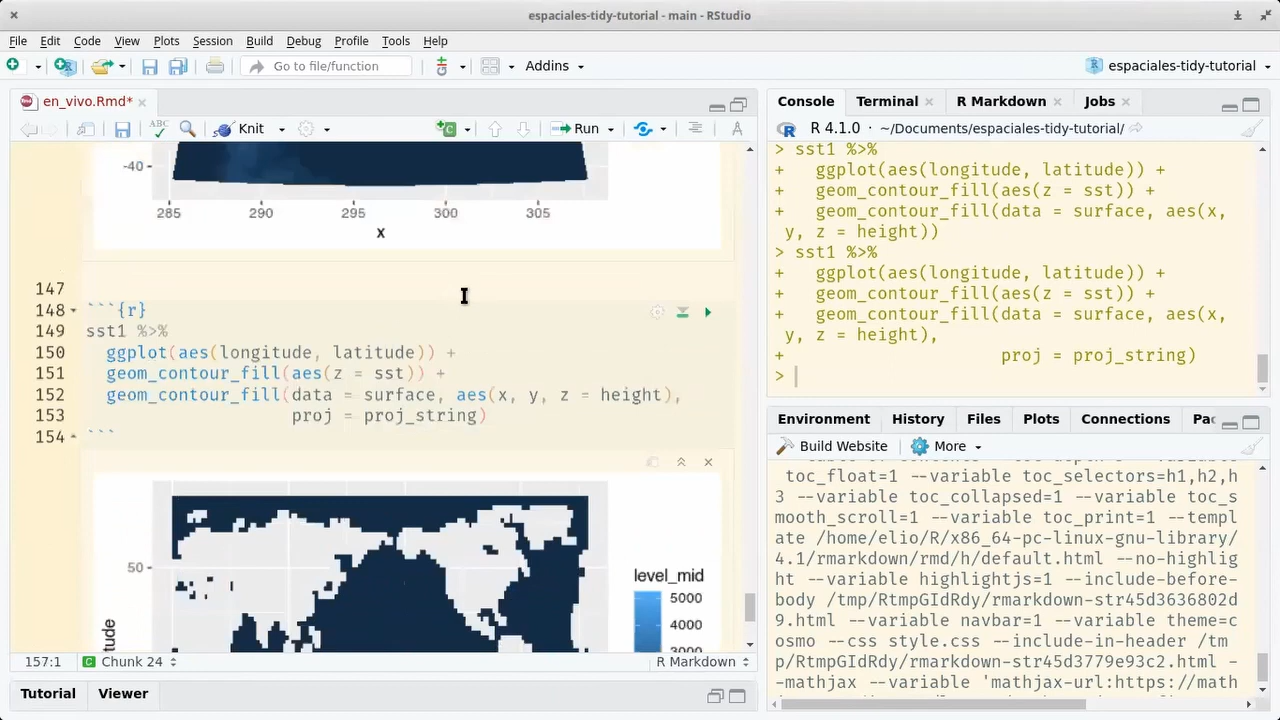 espaciales-tidy-tutorial - main - RStudio
File Edit Code View Plots Session Build Debug Profile Tools Help
Go to file/function Addins espaciales-tidy-tutorial
en_vivo.Rmd*
ABC Knit Run
-40
285 290 295 300 305
x
147
148 ```{r}
149 sst1 %>%
150 ggplot(aes(longitude, latitude)) +
151 geom_contour_fill(aes(z = sst)) +
152 geom_contour_fill(data = surface, aes(x, y, z = height),
153 proj = proj_string)
154 ```
50
level_mid
5000
4000
157:1 Chunk 24 R Markdown
Tutorial Viewer
Console Terminal R Markdown Jobs
R 4.1.0 · ~/Documents/espaciales-tidy-tutorial/
> sst1 %>%
+ ggplot(aes(longitude, latitude)) +
+ geom_contour_fill(aes(z = sst)) +
+ geom_contour_fill(data = surface, aes(x,
y, z = height))
> sst1 %>%
+ ggplot(aes(longitude, latitude)) +
+ geom_contour_fill(aes(z = sst)) +
+ geom_contour_fill(data = surface, aes(x,
y, z = height),
+ proj = proj_string)
>
Environment History Files Plots Connections
Build Website More
toc_float=1 --variable toc_selectors=h1,h2,h
3 --variable toc_collapsed=1 --variable toc_s
mooth_scroll=1 --variable toc_print=1 --templ
ate /home/elio/R/x86_64-pc-linux-gnu-library/
4.1/rmarkdown/rmd/h/default.html --no-highlig
ht --variable highlightjs=1 --include-before-
body /tmp/RtmpGIdRdy/rmarkdown-str45d3636802d
9.html --variable navbar=1 --variable theme=c
osmo --css style.css --include-in-header /tm
p/RtmpGIdRdy/rmarkdown-str45d3779e93c2.html -
-mathjax --variable 'mathjax-url:https://math